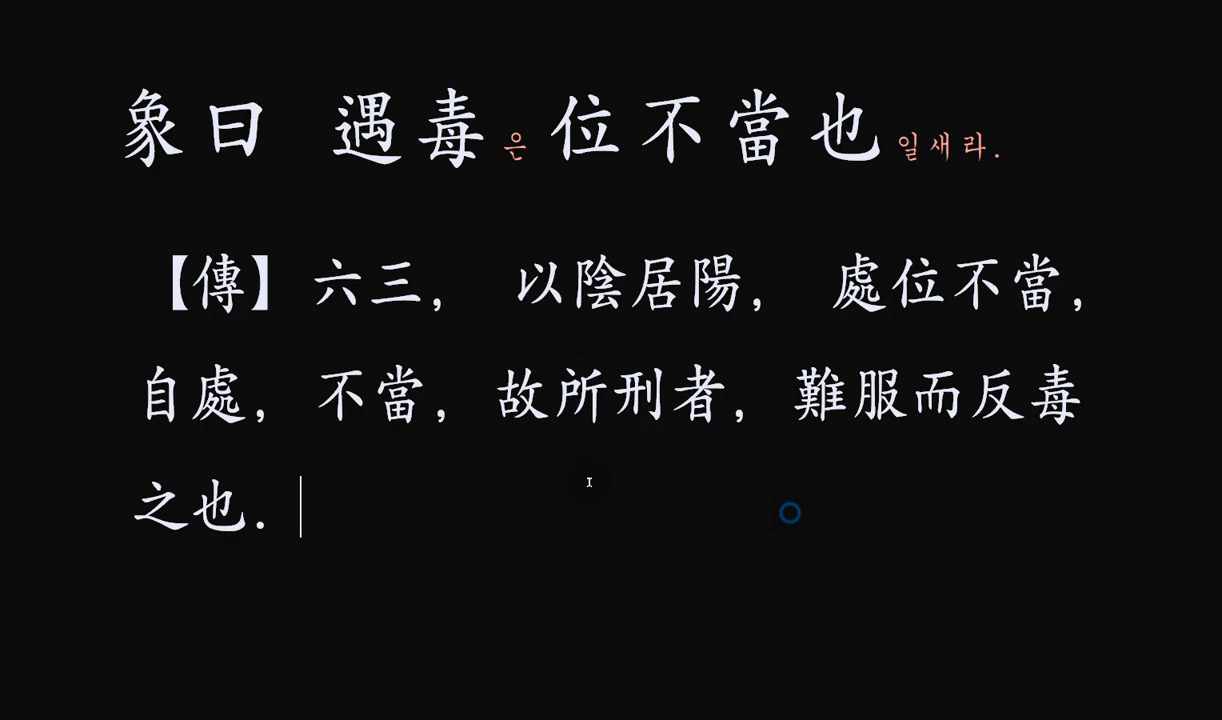 象曰 遇毒은 位不當也일새라.
【傳】 六三, 以陰居陽, 處位不當,
自處, 不當, 故所刑者, 難服而反毒
之也.